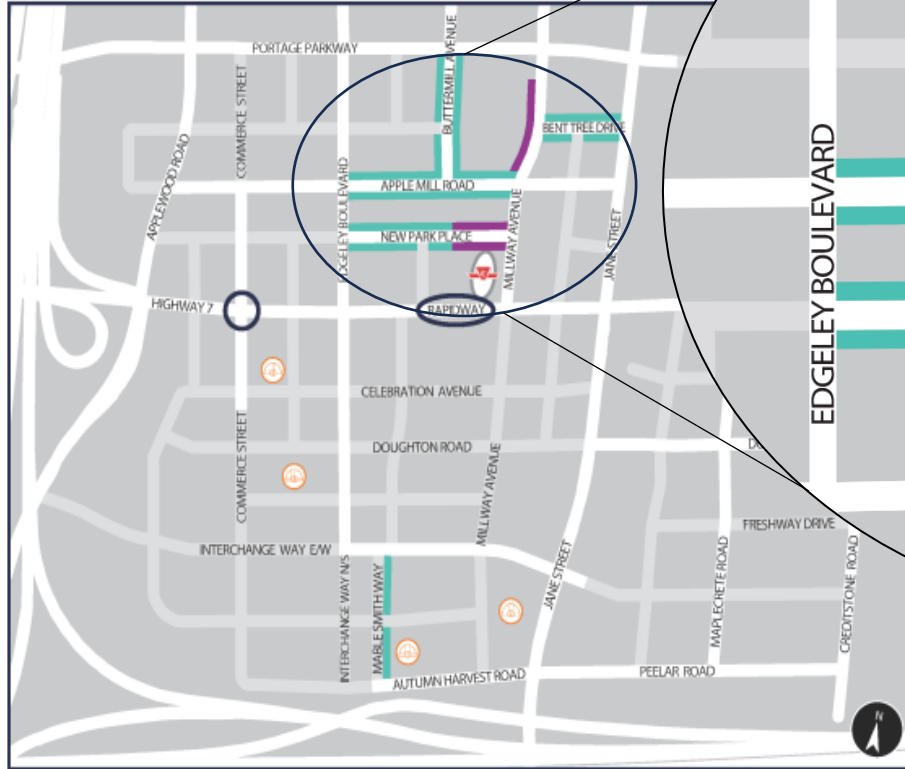 PORTAGE PARKWAY
BUTTERMILL AVENUE
COMMERCE STREET
BENT TREE DRIVE
APPLEWOOD ROAD
EDGELEY BOULEVARD
APPLE MILL ROAD
DGELEY BOULEVARD
NEW PARK PLACE
MILLWAY AVENUE
JANE STREET
HIGHWAY 7
RAPIDWAY
CELEBRATION AVENUE
COMMERCE STREET
DOUGHTON ROAD
MILLWAY AVENUE
FRESHWAY DRIVE
INTERCHANGE WAY E/W
JANE STREET
MAPLECRETE ROAD
CREDITSTONE ROAD
INTERCHANGE WAY N/S
MABLE SMITH WAY
AUTUMN HARVEST ROAD
PEELAR ROAD
N